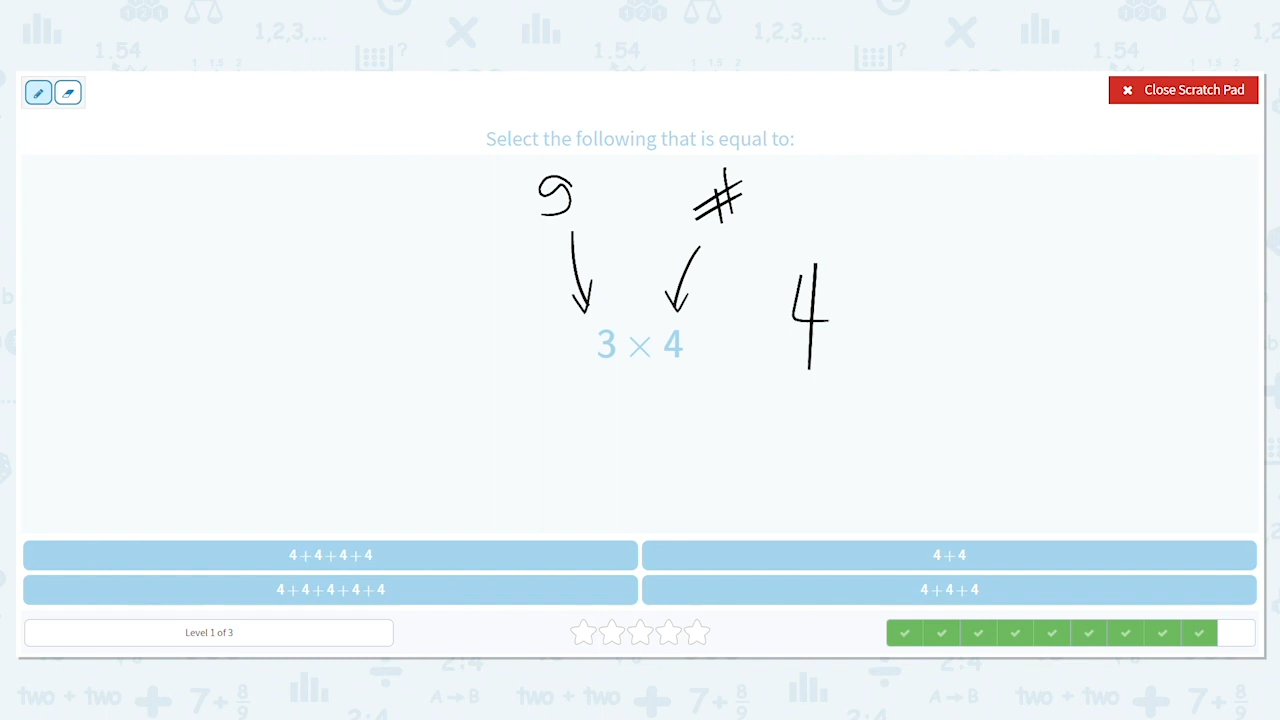 Close Scratch Pad
Select the following that is equal to:
9 #
4
3 × 4
4 + 4 + 4 + 4
4 + 4
4 + 4 + 4 + 4 + 4
4 + 4 + 4
Level 1 of 3